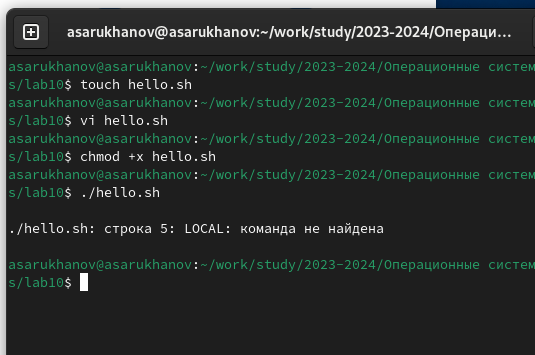 asarukhanov@asarukhanov:~/work/study/2023-2024/Операци...
asarukhanov@asarukhanov:~/work/study/2023-2024/Операционные систем
s/lab10$ touch hello.sh
asarukhanov@asarukhanov:~/work/study/2023-2024/Операционные систем
s/lab10$ vi hello.sh
asarukhanov@asarukhanov:~/work/study/2023-2024/Операционные систем
s/lab10$ chmod +x hello.sh
asarukhanov@asarukhanov:~/work/study/2023-2024/Операционные систем
s/lab10$ ./hello.sh
./hello.sh: строка 5: LOCAL: команда не найдена
asarukhanov@asarukhanov:~/work/study/2023-2024/Операционные систем
s/lab10$